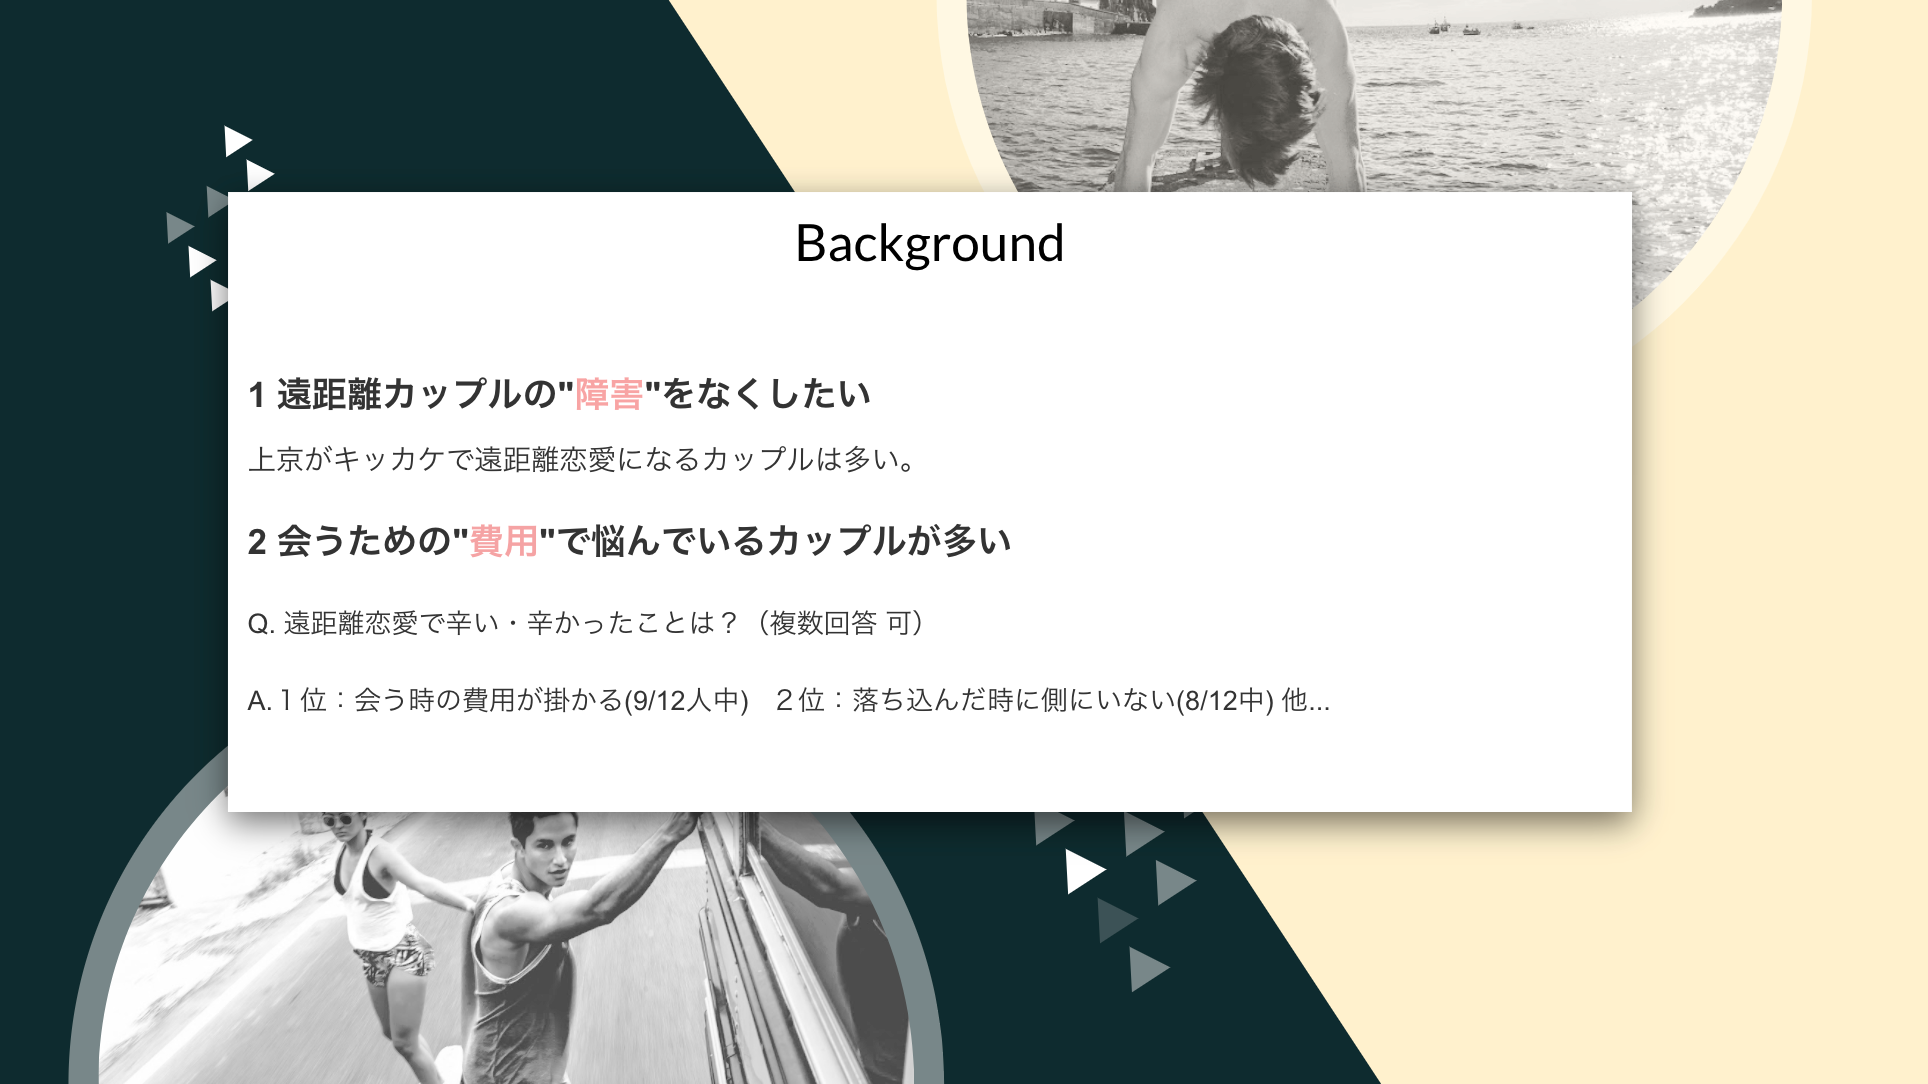 Background
1 遠距離カップルの"障害"をなくしたい
上京がキッカケで遠距離恋愛になるカップルは多い。
2 会うための"費用"で悩んでいるカップルが多い
Q. 遠距離恋愛で辛い・辛かったことは？（複数回答 可）
A.１位：会う時の費用が掛かる(9/12人中)　２位：落ち込んだ時に側にいない(8/12中) 他...